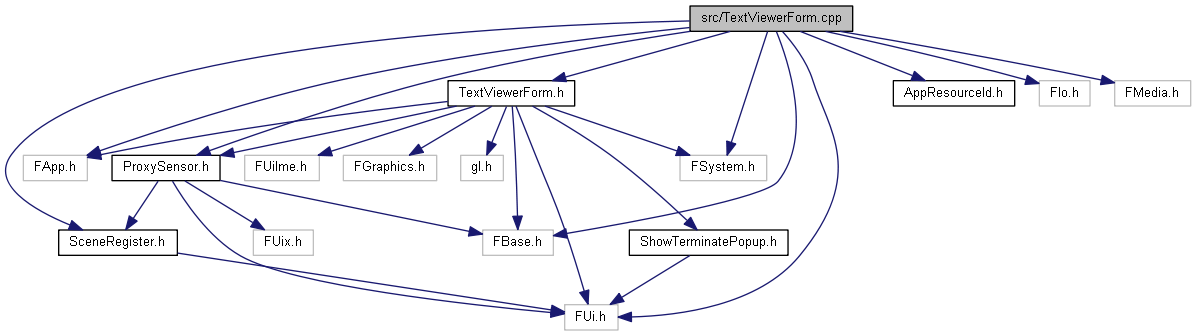 src/TextViewerForm.cpp
TextViewerForm.h
AppResourceId.h
FIo.h
FMedia.h
FApp.h
ProxySensor.h
FUiIme.h
FGraphics.h
gl.h
FSystem.h
SceneRegister.h
FUix.h
FBase.h
ShowTerminatePopup.h
FUi.h